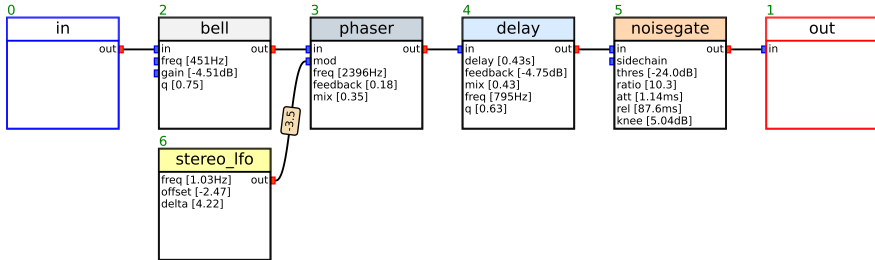 0
in
out
2
bell
in
out
freq [451Hz]
gain [-4.51dB]
q [0.75]
3
phaser
in
out
mod
freq [2396Hz]
feedback [0.18]
mix [0.35]
4
delay
in
out
delay [0.43s]
feedback [-4.75dB]
mix [0.43]
freq [795Hz]
q [0.63]
5
noisegate
in
out
sidechain
thres [-24.0dB]
ratio [10.3]
att [1.14ms]
rel [87.6ms]
knee [5.04dB]
1
out
in
-3.5
6
stereo_lfo
freq [1.03Hz]
out
offset [-2.47]
delta [4.22]